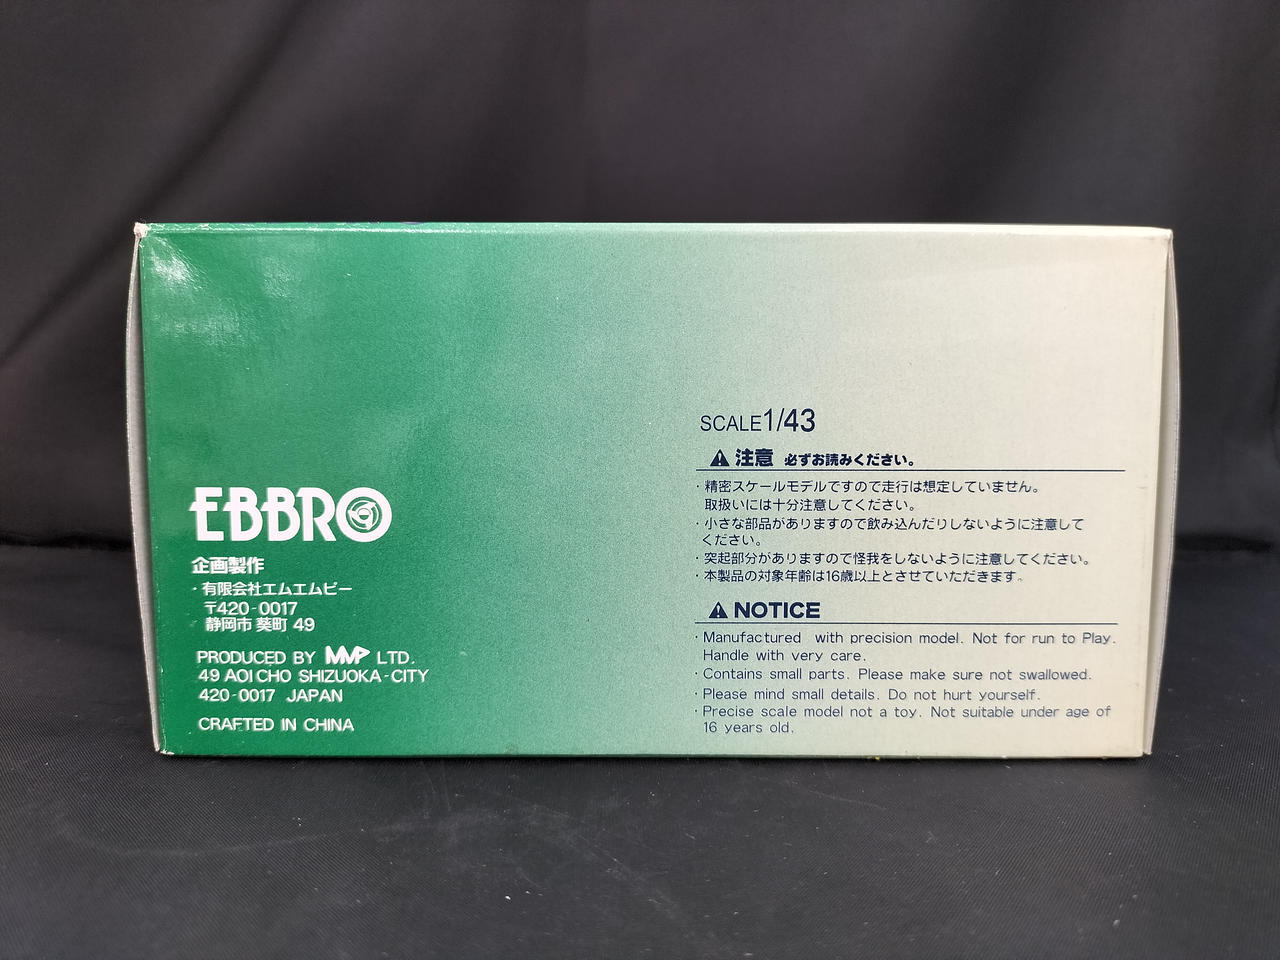 EBBRO
企画製作
・有限会社エムエムピー
〒420-0017
静岡市 葵町 49
PRODUCED BY MMP LTD.
49 AOI CHO SHIZUOKA-CITY
420-0017 JAPAN
CRAFTED IN CHINA
SCALE1/43
注意 必ずお読みください。
・精密スケールモデルですので走行は想定していません。
取扱いには十分注意してください。
・小さな部品がありますので飲み込んだりしないように注意して
ください。
・突起部分がありますので怪我をしないように注意してください。
・本製品の対象年齢は16歳以上とさせていただきます。
NOTICE
・Manufactured with precision model. Not for run to Play.
Handle with very care.
・Contains small parts. Please make sure not swallowed.
・Please mind small details. Do not hurt yourself.
・Precise scale model not a toy. Not suitable under age of
16 years old.